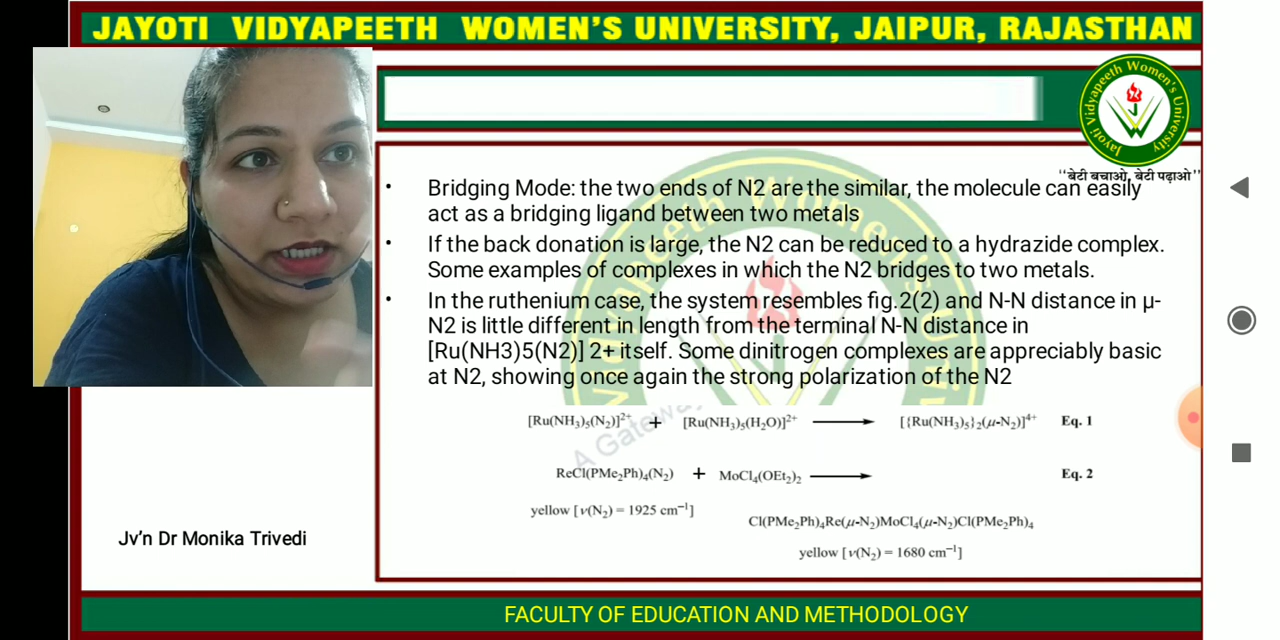 JAYOTI VIDYAPEETH WOMEN'S UNIVERSITY, JAIPUR, RAJASTHAN
Jayoti Vidyapeeth Women's University
"बेटी बचाओ, बेटी पढ़ाओ"
• Bridging Mode: the two ends of N2 are the similar, the molecule can easily
act as a bridging ligand between two metals
• If the back donation is large, the N2 can be reduced to a hydrazide complex.
Some examples of complexes in which the N2 bridges to two metals.
• In the ruthenium case, the system resembles fig.2(2) and N-N distance in μ-
N2 is little different in length from the terminal N-N distance in
[Ru(NH3)5(N2)] 2+ itself. Some dinitrogen complexes are appreciably basic
at N2, showing once again the strong polarization of the N2
A Gateway
[Ru(NH₃)₅(N₂)]²⁺ + [Ru(NH₃)₅(H₂O)]²⁺ ⟶ [{Ru(NH₃)₅}₂(μ-N₂)]⁴⁺ Eq. 1
ReCl(PMe₂Ph)₄(N₂) + MoCl₄(OEt₂)₂ ⟶ Eq. 2
yellow [ν(N₂) = 1925 cm⁻¹]
Cl(PMe₂Ph)₄Re(μ-N₂)MoCl₄(μ-N₂)Cl(PMe₂Ph)₄
yellow [ν(N₂) = 1680 cm⁻¹]
Jv'n Dr Monika Trivedi
FACULTY OF EDUCATION AND METHODOLOGY